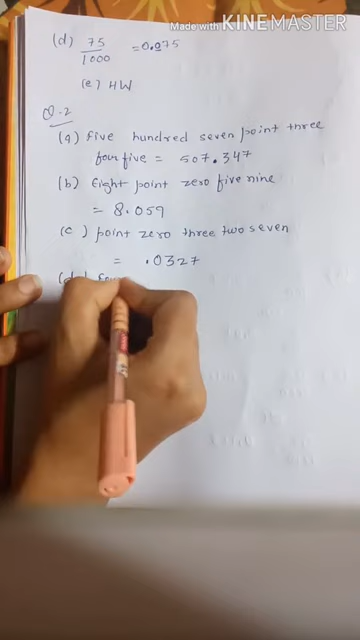 Made with KINEMASTER
(d) 75/1000 = 0.075
(e) HW
Q-2
(a) five hundred seven point three
four five = 507.347
(b) Eight point zero five nine
= 8.059
(c) point zero three two seven
= .0327
(d)